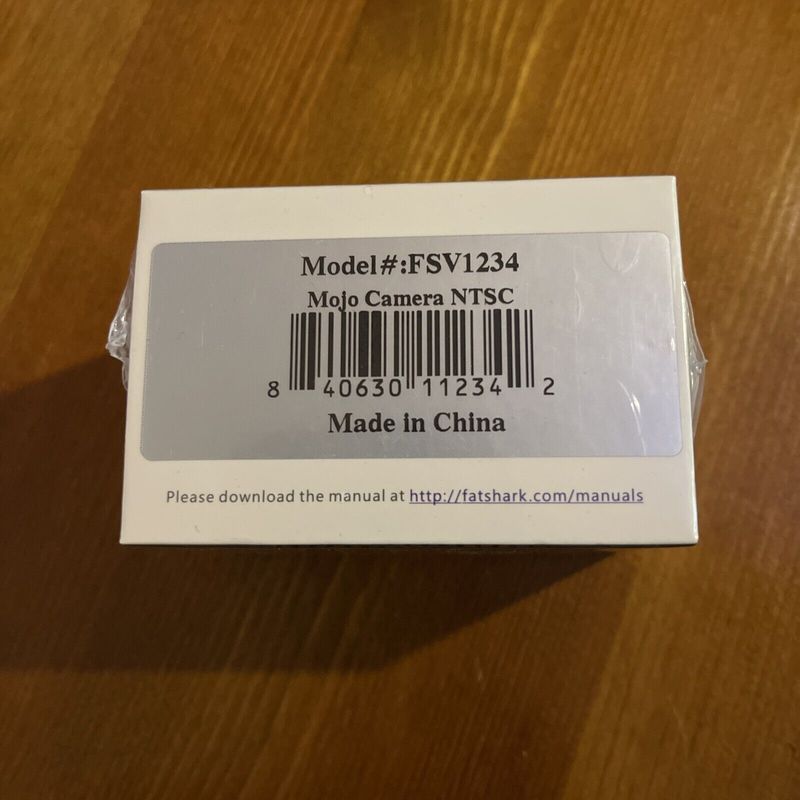 Model#:FSV1234
Mojo Camera NTSC
8 40630 11234 2
Made in China
Please download the manual at http://fatshark.com/manuals